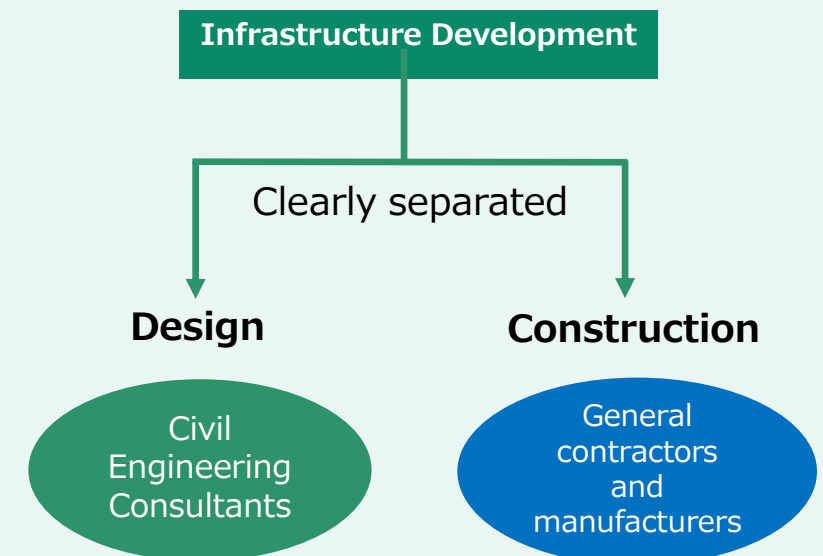 Infrastructure Development
Clearly separated
Design
Construction
Civil
Engineering
Consultants
General
contractors
and
manufacturers